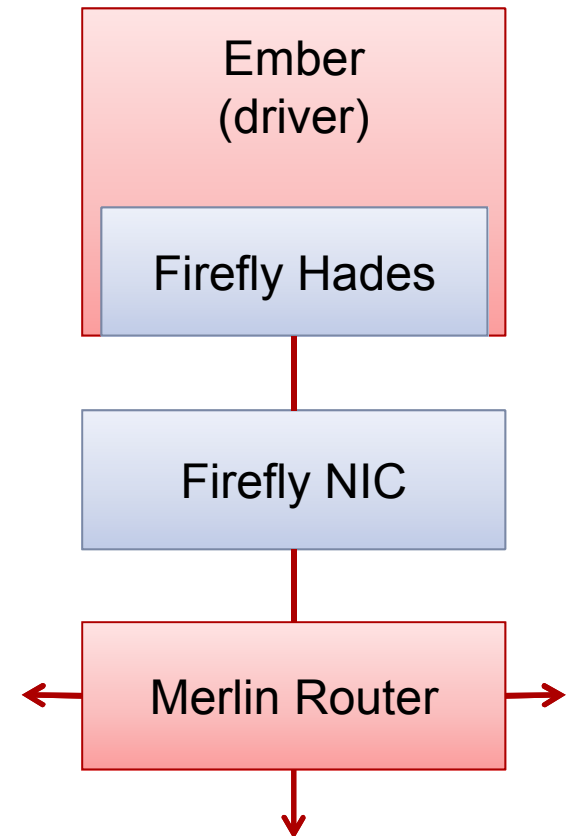 Ember
(driver)
Firefly Hades
Firefly NIC
Merlin Router